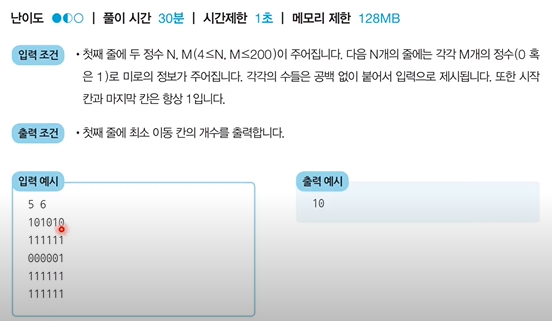 난이도 ●◐○ | 풀이 시간 30분 | 시간제한 1초 | 메모리 제한 128MB
입력 조건 • 첫째 줄에 두 정수 N, M(4≤N, M≤200)이 주어집니다. 다음 N개의 줄에는 각각 M개의 정수(0 혹
은 1)로 미로의 정보가 주어집니다. 각각의 수들은 공백 없이 붙어서 입력으로 제시됩니다. 또한 시작
칸과 마지막 칸은 항상 1입니다.
출력 조건 • 첫째 줄에 최소 이동 칸의 개수를 출력합니다.
입력 예시
5 6
101010
111111
000001
111111
111111
출력 예시
10